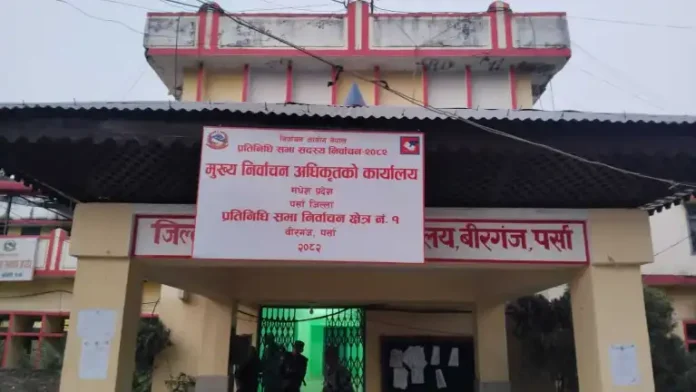 निर्वाचन आयोग नेपाल
प्रतिनिधि सभा सदस्य निर्वाचन-२०८२
मुख्य निर्वाचन अधिकृतको कार्यालय
मधेश प्रदेश
पर्सा जिल्ला
प्रतिनिधि सभा निर्वाचन क्षेत्र नं. १
बीरगंज, पर्सा
२०८२
जिल
लय, बीरगंज, पर्सा